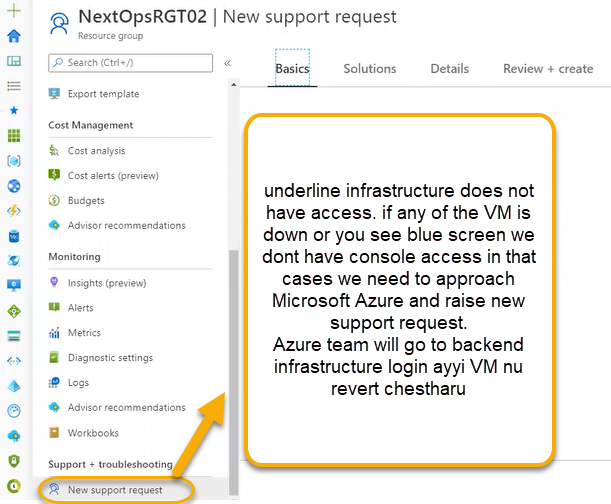 NextOpsRGT02 | New support request
Resource group
Search (Ctrl+/)
«
Export template
Cost Management
Cost analysis
Cost alerts (preview)
Budgets
Advisor recommendations
Monitoring
Insights (preview)
Alerts
Metrics
Diagnostic settings
Logs
Advisor recommendations
Workbooks
Support + troubleshooting
New support request
Basics Solutions Details Review + create
underline infrastructure does not
have access. if any of the VM is
down or you see blue screen we
dont have console access in that
cases we need to approach
Microsoft Azure and raise new
support request.
Azure team will go to backend
infrastructure login ayyi VM nu
revert chestharu